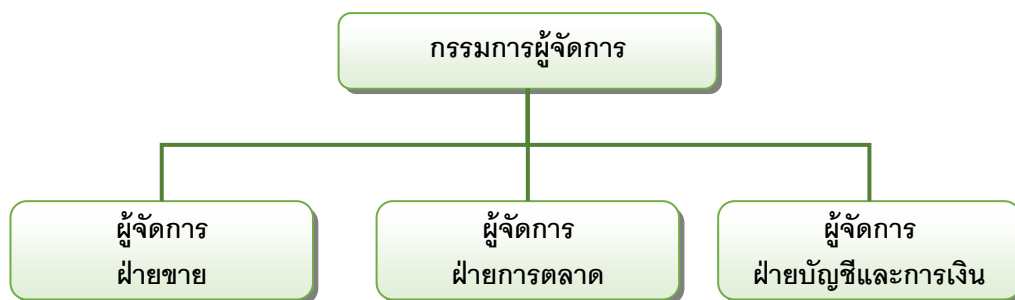 กรรมการผู้จัดการ
ผู้จัดการ
ฝ่ายขาย
ผู้จัดการ
ฝ่ายการตลาด
ผู้จัดการ
ฝ่ายบัญชีและการเงิน